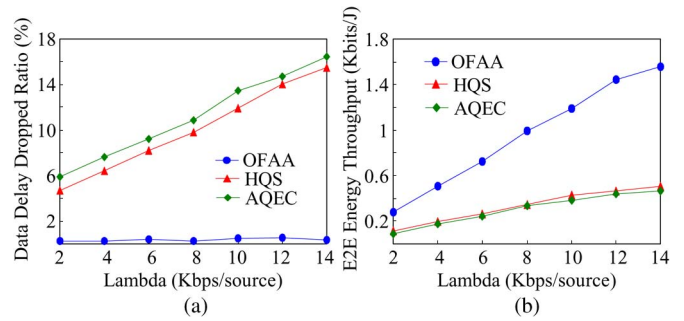 Data Delay Dropped Ratio (%)
18
14
10
6
2
OFAA
HQS
AQEC
2 4 6 8 10 12 14
Lambda (Kbps/source)
(a)
E2E Energy Throughput (Kbits/J)
1.8
1.4
1
0.6
0.2
OFAA
HQS
AQEC
2 4 6 8 10 12 14
Lambda (Kbps/source)
(b)